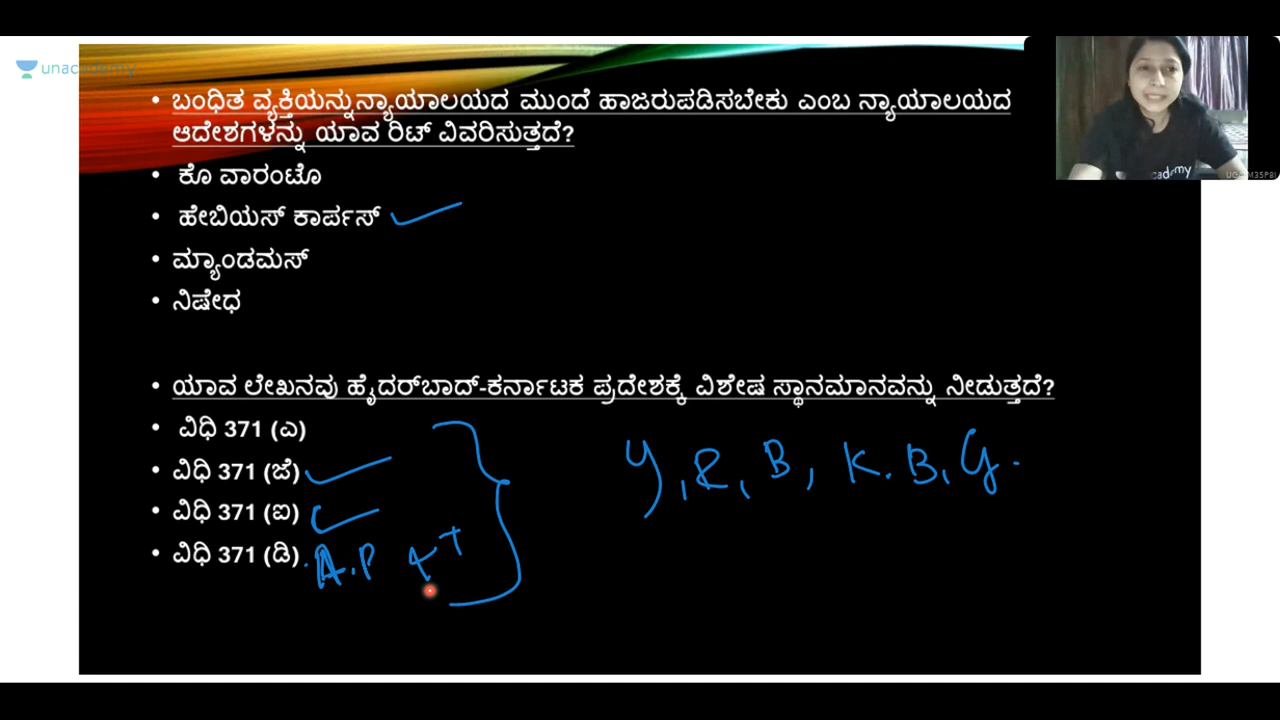 unacademy
ಬಂಧಿತ ವ್ಯಕ್ತಿಯನ್ನುನ್ಯಾಯಾಲಯದ ಮುಂದೆ ಹಾಜರುಪಡಿಸಬೇಕು ಎಂಬ ನ್ಯಾಯಾಲಯದ
ಆದೇಶಗಳನ್ನು ಯಾವ ರಿಟ್ ವಿವರಿಸುತ್ತದೆ?
• ಕೊ ವಾರಂಟೊ
• ಹೇಬಿಯಸ್ ಕಾರ್ಪಸ್
• ಮ್ಯಾಂಡಮಸ್
• ನಿಷೇಧ
• ಯಾವ ಲೇಖನವು ಹೈದರ್‌ಬಾದ್-ಕರ್ನಾಟಕ ಪ್ರದೇಶಕ್ಕೆ ವಿಶೇಷ ಸ್ಥಾನಮಾನವನ್ನು ನೀಡುತ್ತದೆ?
• ವಿಧಿ 371 (ಎ)
• ವಿಧಿ 371 (ಜೆ)
• ವಿಧಿ 371 (ಐ)
• ವಿಧಿ 371 (ಡಿ). A.P + T
Y, R, B, K. B, G.